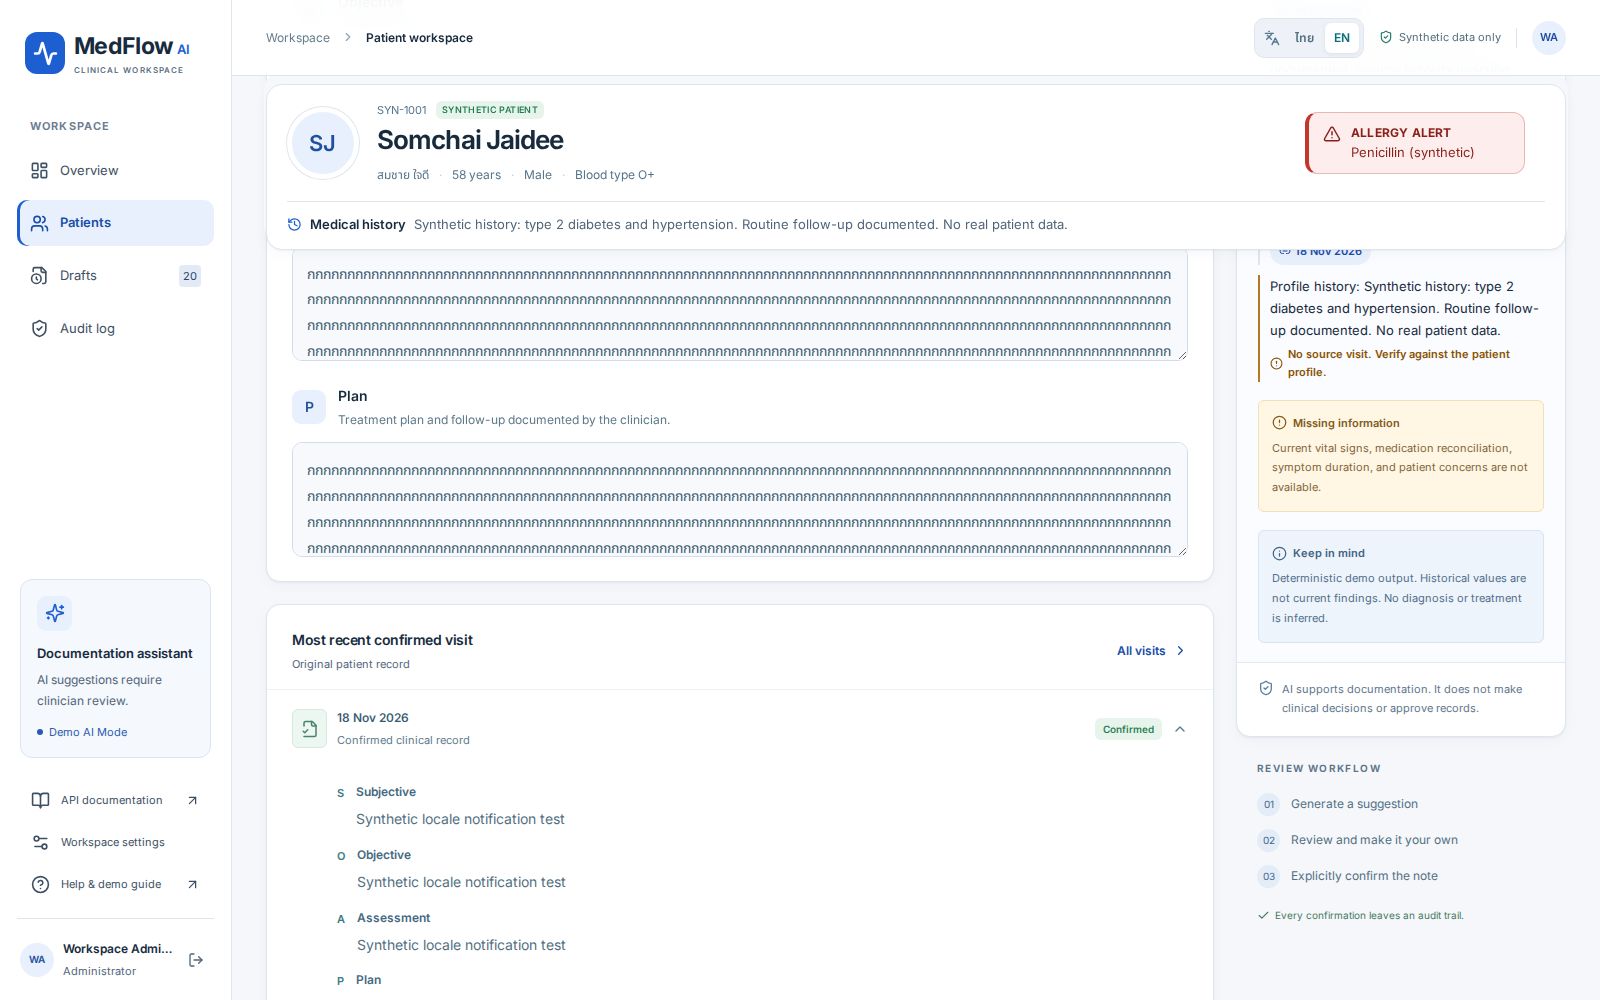 MedFlow AI
CLINICAL WORKSPACE
WORKSPACE
Overview
Patients
Drafts
20
Audit log
Documentation assistant
AI suggestions require
clinician review.
Demo AI Mode
API documentation
Workspace settings
Help & demo guide
WA
Workspace Admi...
Administrator
Workspace
Patient workspace
ไทย
EN
Synthetic data only
WA
SJ
SYN-1001
SYNTHETIC PATIENT
Somchai Jaidee
สมชาย ใจดี · 58 years · Male · Blood type O+
ALLERGY ALERT
Penicillin (synthetic)
Medical history Synthetic history: type 2 diabetes and hypertension. Routine follow-up documented. No real patient data.
P
Plan
Treatment plan and follow-up documented by the clinician.
Most recent confirmed visit
Original patient record
All visits
18 Nov 2026
Confirmed clinical record
Confirmed
S Subjective
Synthetic locale notification test
O Objective
Synthetic locale notification test
A Assessment
Synthetic locale notification test
P Plan
18 Nov 2026
Profile history: Synthetic history: type 2
diabetes and hypertension. Routine follow-
up documented. No real patient data.
No source visit. Verify against the patient
profile.
Missing information
Current vital signs, medication reconciliation,
symptom duration, and patient concerns are not
available.
Keep in mind
Deterministic demo output. Historical values are
not current findings. No diagnosis or treatment
is inferred.
AI supports documentation. It does not make
clinical decisions or approve records.
REVIEW WORKFLOW
01 Generate a suggestion
02 Review and make it your own
03 Explicitly confirm the note
Every confirmation leaves an audit trail.